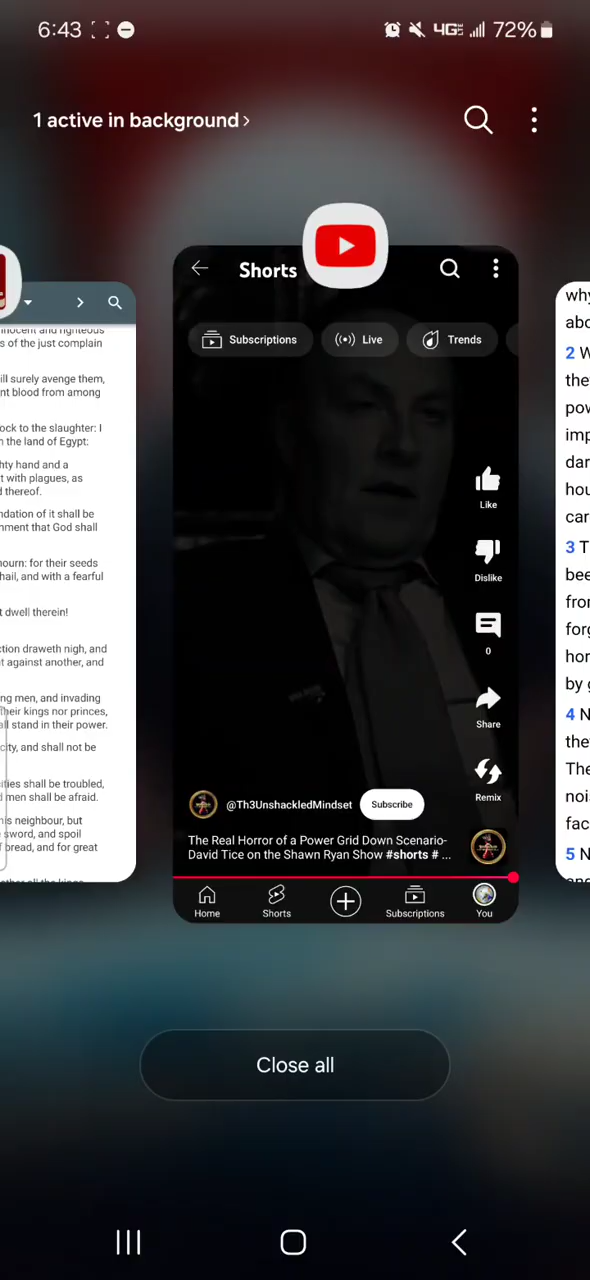 6:43
4G
72%
1 active in background >
innocent and righteous
s of the just complain
ill surely avenge them,
nt blood from among
ock to the slaughter: I
the land of Egypt:
hty hand and a
t with plagues, as
thereof.
ndation of it shall be
nment that God shall
ourn: for their seeds
hail, and with a fearful
t dwell therein!
ction draweth nigh, and
t against another, and
ng men, and invading
their kings nor princes,
all stand in their power.
city, and shall not be
ities shall be troubled,
d men shall be afraid.
his neighbour, but
sword, and spoil
f bread, and for great
Shorts
Subscriptions
Live
Trends
Like
Dislike
0
Share
Remix
@Th3UnshackledMindset
Subscribe
The Real Horror of a Power Grid Down Scenario-
David Tice on the Shawn Ryan Show #shorts # ...
Home
Shorts
Subscriptions
You
why
abo
2 W
the
pow
imp
dar
hou
car
3 T
bee
from
forg
hor
by g
4 N
the
The
noi
fac
5 N
Close all